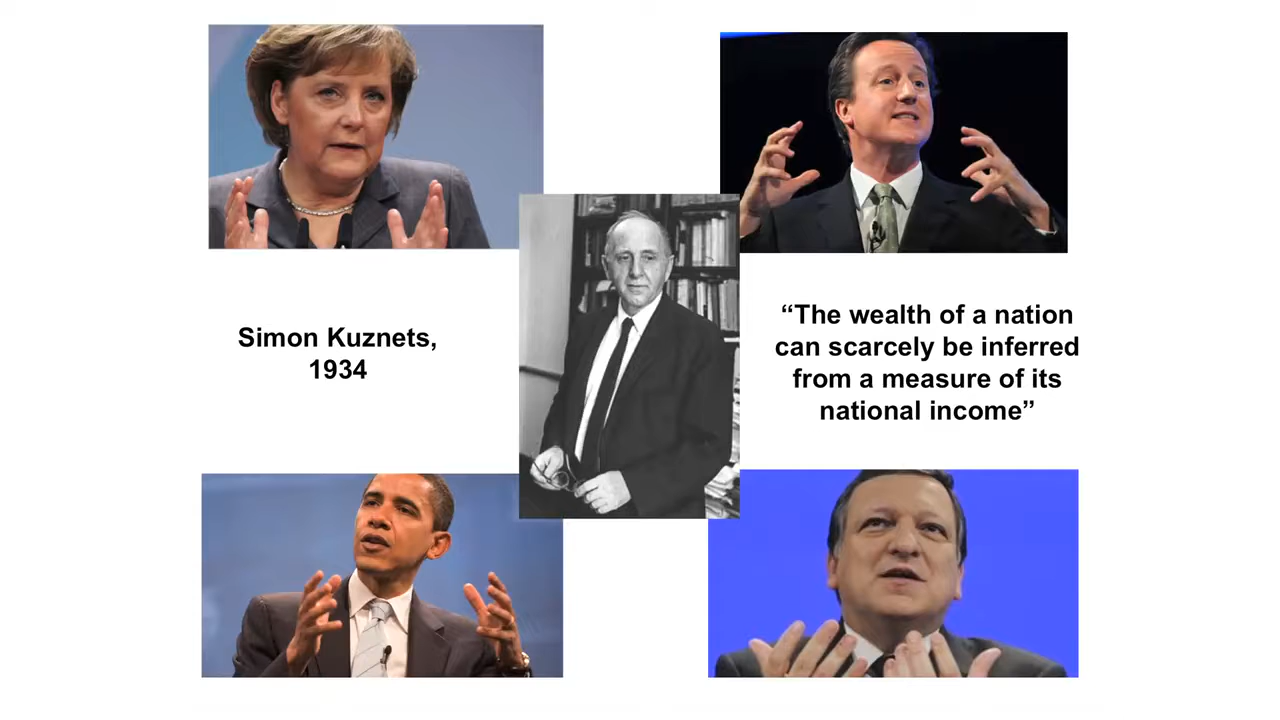 Simon Kuznets,
1934
“The wealth of a nation
can scarcely be inferred
from a measure of its
national income”